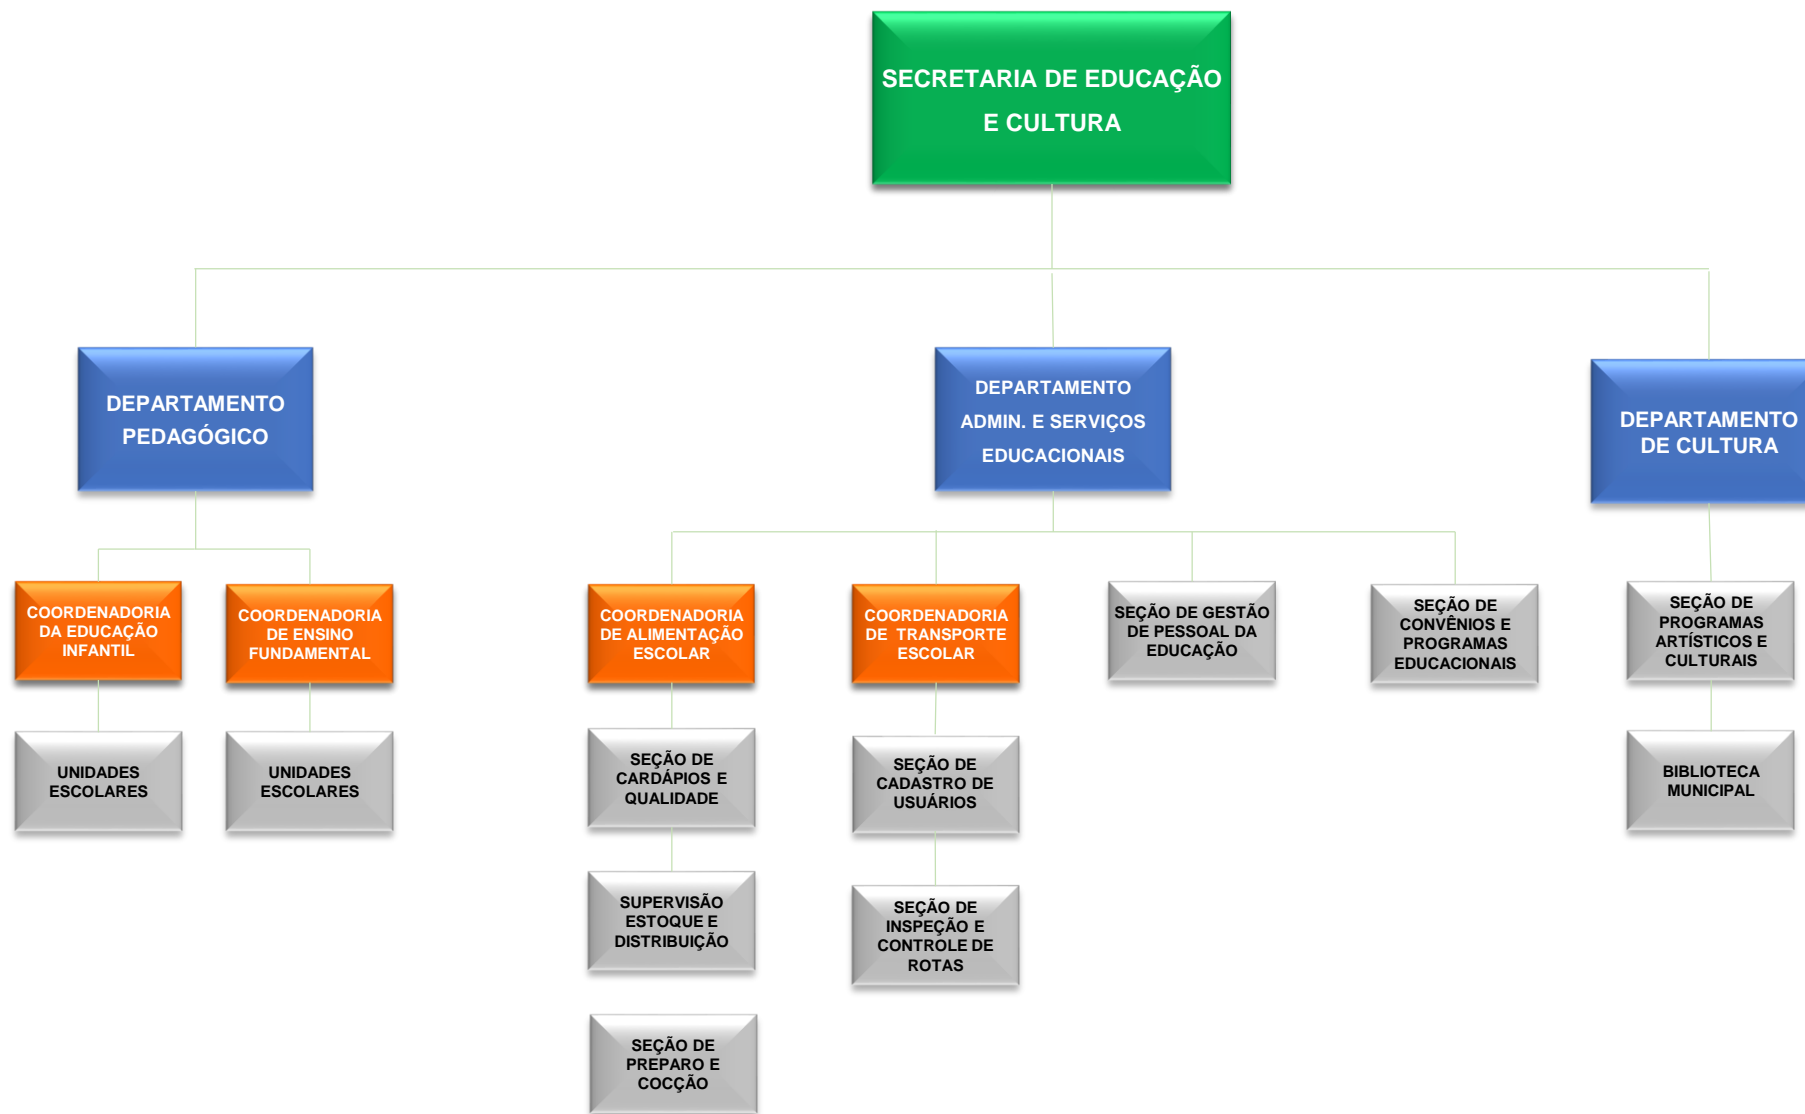 SECRETARIA DE EDUCAÇÃO
E CULTURA
DEPARTAMENTO
PEDAGÓGICO
DEPARTAMENTO
ADMIN. E SERVIÇOS
EDUCACIONAIS
DEPARTAMENTO
DE CULTURA
COORDENADORIA
DA EDUCAÇÃO
INFANTIL
COORDENADORIA
DE ENSINO
FUNDAMENTAL
COORDENADORIA
DE ALIMENTAÇÃO
ESCOLAR
COORDENADORIA
DE TRANSPORTE
ESCOLAR
SEÇÃO DE GESTÃO
DE PESSOAL DA
EDUCAÇÃO
SEÇÃO DE
CONVÊNIOS E
PROGRAMAS
EDUCACIONAIS
SEÇÃO DE
PROGRAMAS
ARTÍSTICOS E
CULTURAIS
UNIDADES
ESCOLARES
UNIDADES
ESCOLARES
SEÇÃO DE
CARDÁPIOS E
QUALIDADE
SEÇÃO DE
CADASTRO DE
USUÁRIOS
BIBLIOTECA
MUNICIPAL
SUPERVISÃO
ESTOQUE E
DISTRIBUIÇÃO
SEÇÃO DE
INSPEÇÃO E
CONTROLE DE
ROTAS
SEÇÃO DE
PREPARO E
COCÇÃO